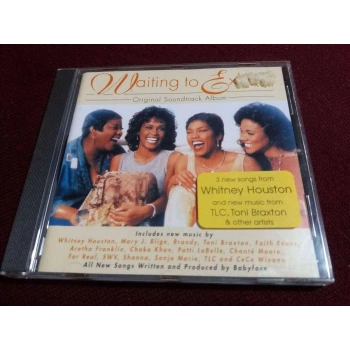 Waiting to Exhale
Original Soundtrack Album
3 new songs from
Whitney Houston
and new music from
TLC, Toni Braxton
& other artists
Includes new music by
Whitney Houston, Mary J. Blige, Brandy, Toni Braxton, Faith Evans,
Aretha Franklin, Chaka Khan, Patti LaBelle, Chanté Moore,
For Real, SWV, Shanna, Sonja Marie, TLC and CeCe Winans
All New Songs Written and Produced by Babyface